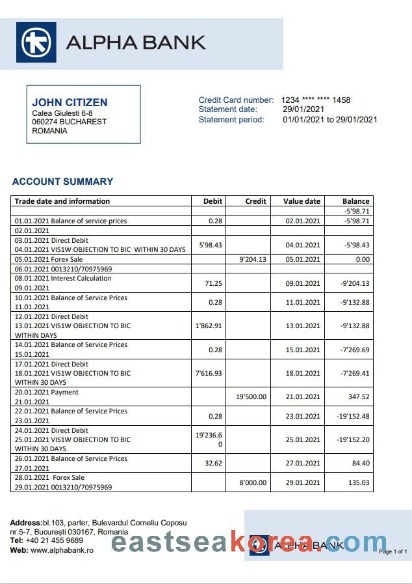 ALPHA BANK
JOHN CITIZEN
Calea Giulesti 6-8
060274 BUCHAREST
ROMANIA
Credit Card number: 1234 **** **** 1458
Statement date: 29/01/2021
Statement period: 01/01/2021 to 29/01/2021
ACCOUNT SUMMARY
Trade date and information Debit Credit Value date Balance
-5'98.71
01.01.2021 Balance of service prices 0.28 02.01.2021 -5'98.71
02.01.2021
03.01.2021 Direct Debit
04.01.2021 VIS1W OBJECTION TO BIC WITHIN 30 DAYS 5'98.43 04.01.2021 -5'98.43
05.01.2021 Forex Sale 9'204.13 05.01.2021 0.00
06.01.2021 0013210/70975969
08.01.2021 Interest Calculation
09.01.2021 71.25 09.01.2021 -9'204.13
10.01.2021 Balance of Service Prices
11.01.2021 0.28 11.01.2021 -9'132.88
12.01.2021 Direct Debit
13.01.2021 VIS1W OBJECTION TO BIC 1'862.91 13.01.2021 -9'132.88
WITHIN DAYS
14.01.2021 Balance of Service Prices
15.01.2021 0.28 15.01.2021 -7'269.69
17.01.2021 Direct Debit
18.01.2021 VIS1W OBJECTION TO BIC 7'616.93 18.01.2021 -7'269.41
WITHIN 30 DAYS
20.01.2021 Payment
21.01.2021 19'500.00 21.01.2021 347.52
22.01.2021 Balance of Service Prices
23.01.2021 0.28 23.01.2021 -19'152.48
24.01.2021 Direct Debit 19'236.6
25.01.2021 VIS1W OBJECTION TO BIC 0 25.01.2021 -19'152.20
WITHIN 30 DAYS
26.01.2021 Balance of Service Prices
27.01.2021 32.62 27.01.2021 84.40
28.01.2021 Forex Sale
29.01.2021 0013210/70975969 8'000.00 29.01.2021 135.03
Address:bl.103, parter, Bulevardul Corneliu Coposu
nr.5-7, București 030167, Romania
Tel: +40 21 455 9689
Web: www.alphabank.ro
ALPHA BANK
Page 1 of 1
eastseakorea.com